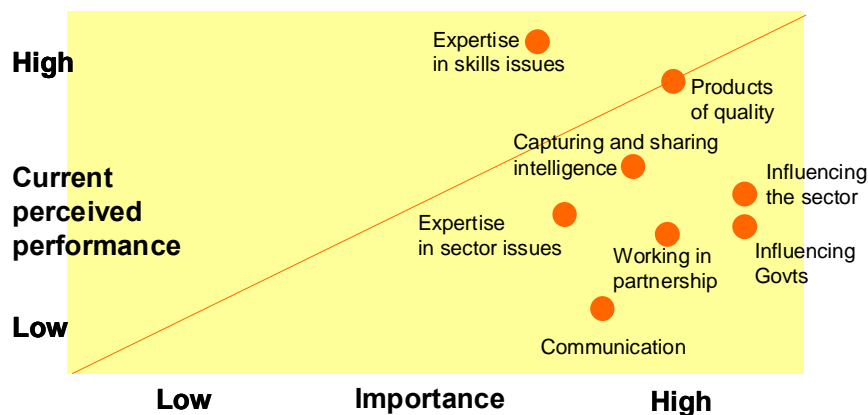 High
Expertise
in skills issues
Products
of quality
Capturing and sharing
intelligence
Current
perceived
performance
Influencing
the sector
Expertise
in sector issues
Working in
partnership
Influencing
Govts
Low
Communication
Low
Importance
High